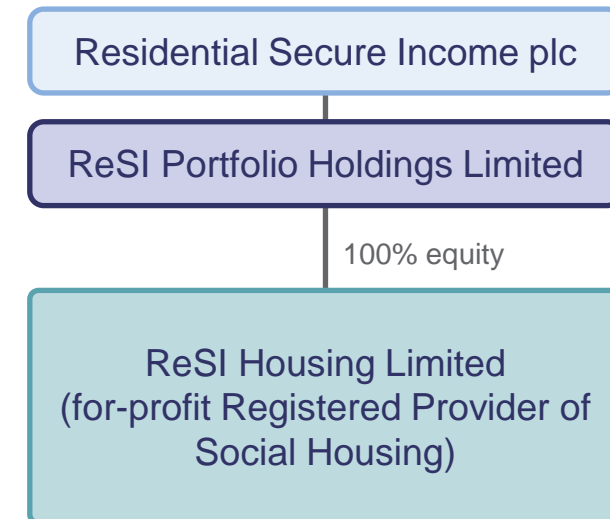 Residential Secure Income plc
ReSI Portfolio Holdings Limited
100% equity
ReSI Housing Limited
(for-profit Registered Provider of
Social Housing)